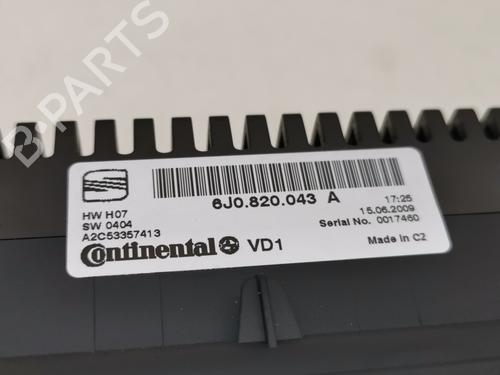 B-PARTS
6J0.820.043 A
HW H07
SW 0404
A2C53357413
17:25
15.06.2009
Serial No. 0017460
Continental VD1
Made in CZ